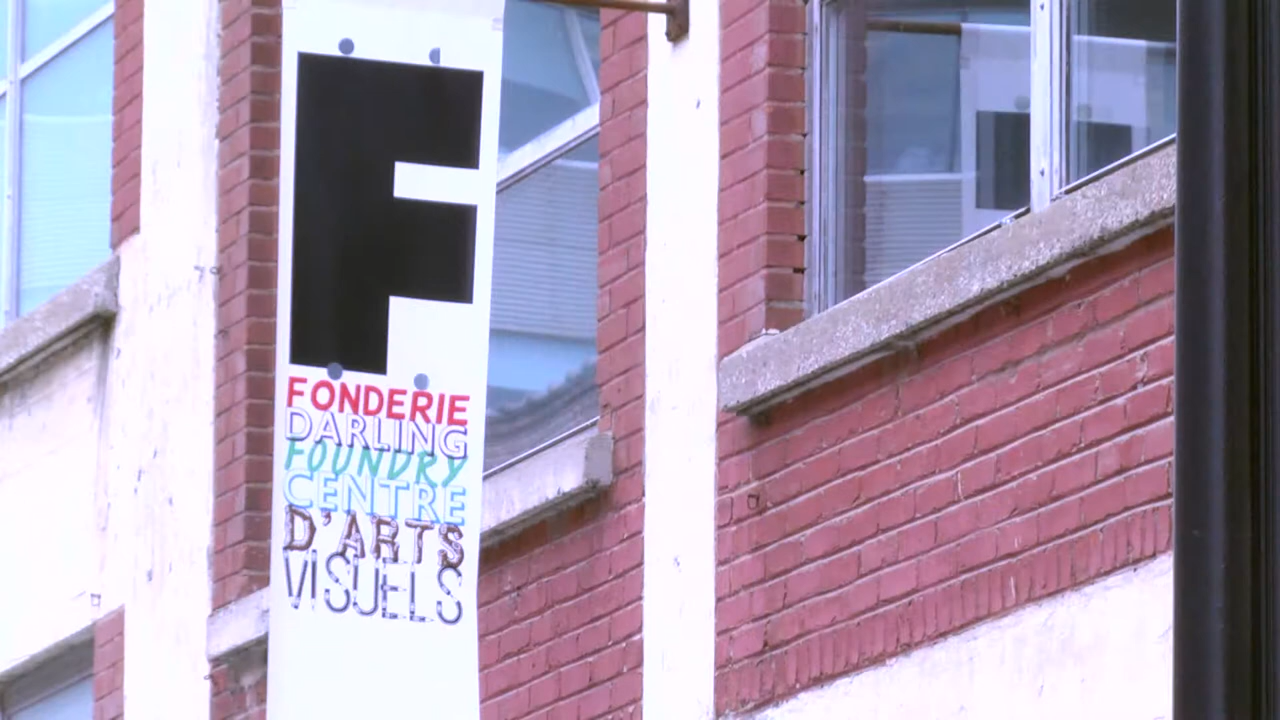 F
FONDERIE
DARLING
FOUNDRY
CENTRE
D'ARTS
VISUELS